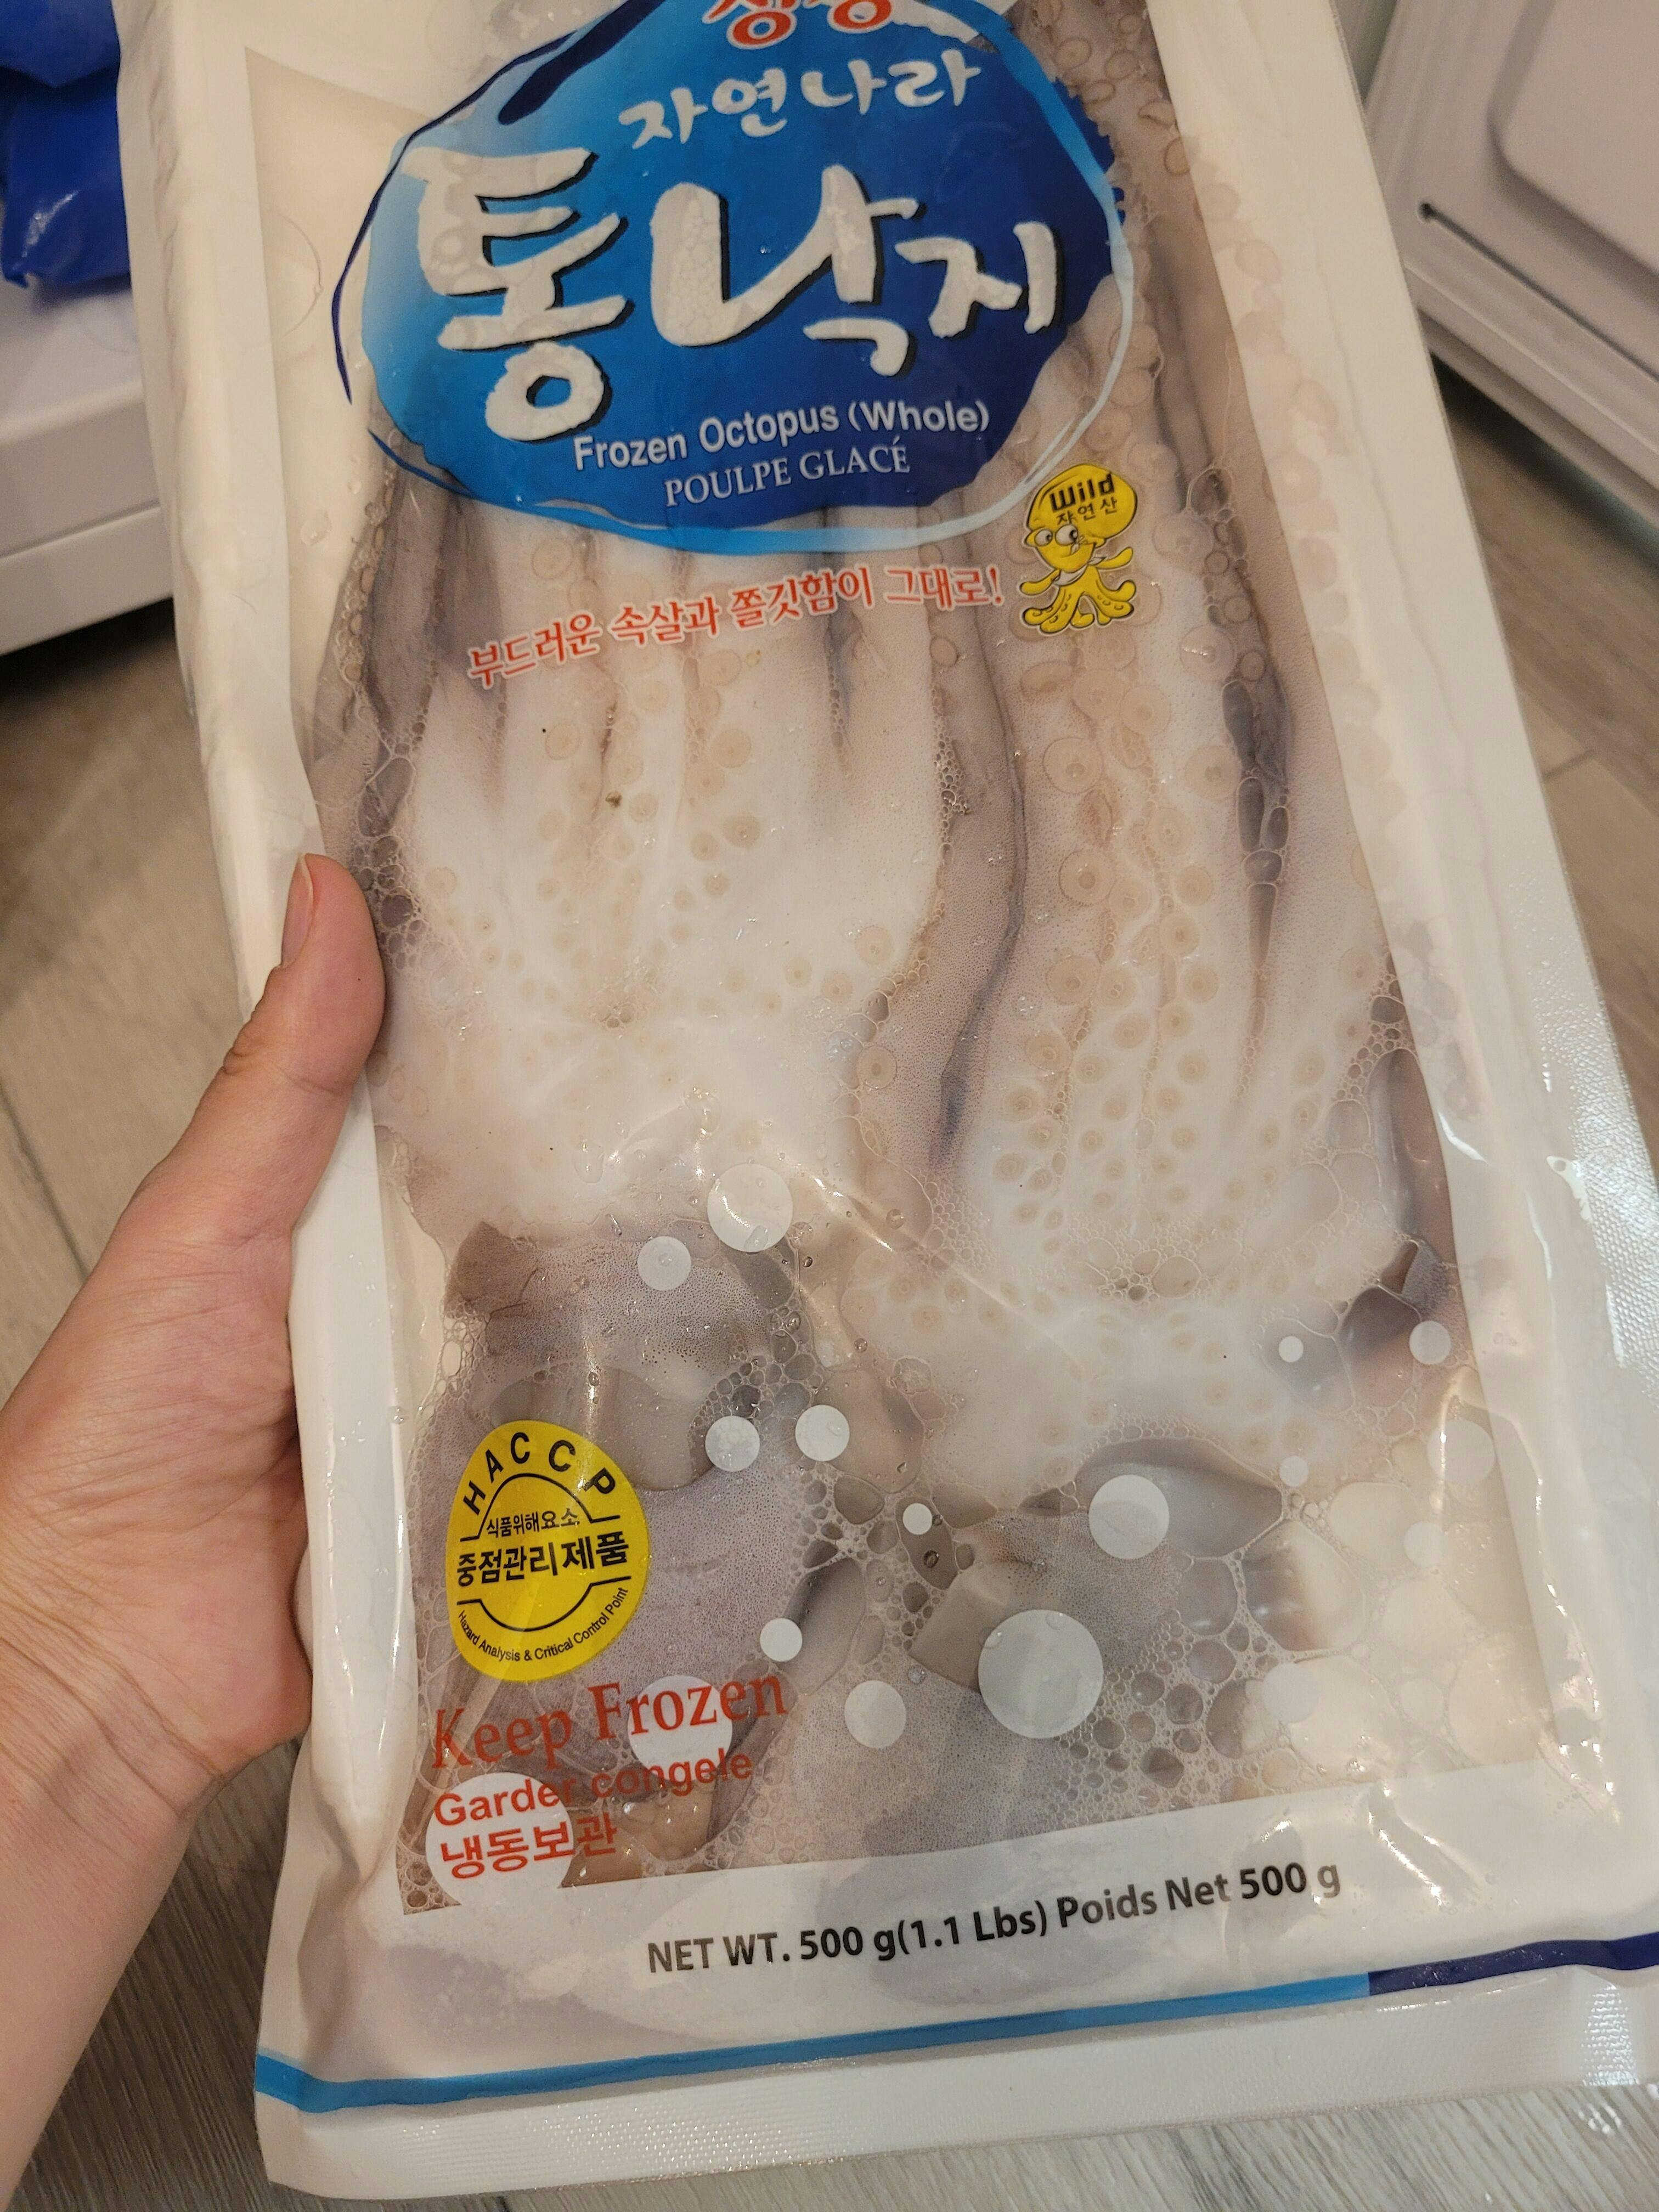 자연나라
통낙지
Frozen Octopus (Whole)
POULPE GLACÉ
Wild
자연산
부드러운 속살과 쫄깃함이 그대로!
HACCP
식품위해요소
중점관리제품
Hazard Analysis & Critical Control Point
Keep Frozen
Garder congele
냉동보관
NET WT. 500 g(1.1 Lbs) Poids Net 500 g